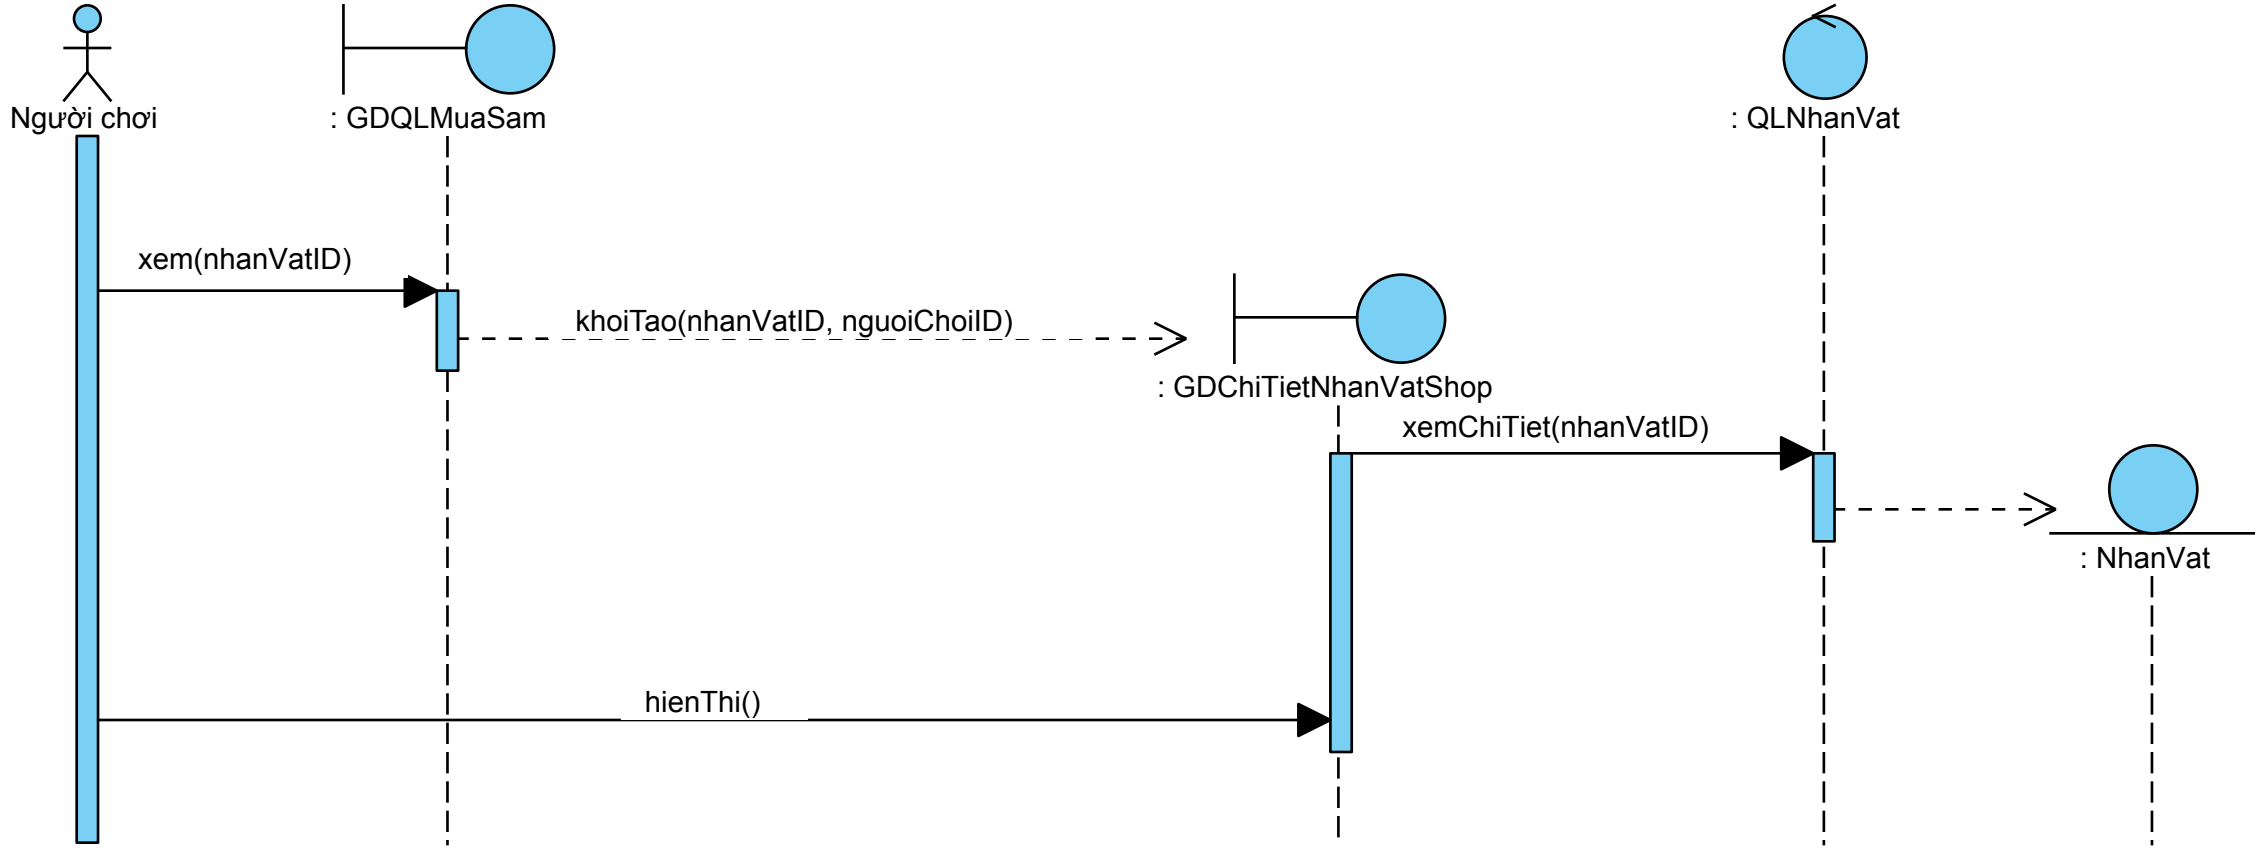 Người chơi
: GDQLMuaSam
: QLNhanVat
xem(nhanVatID)
khoiTao(nhanVatID, nguoiChoiID)
: GDChiTietNhanVatShop
xemChiTiet(nhanVatID)
: NhanVat
hienThi()